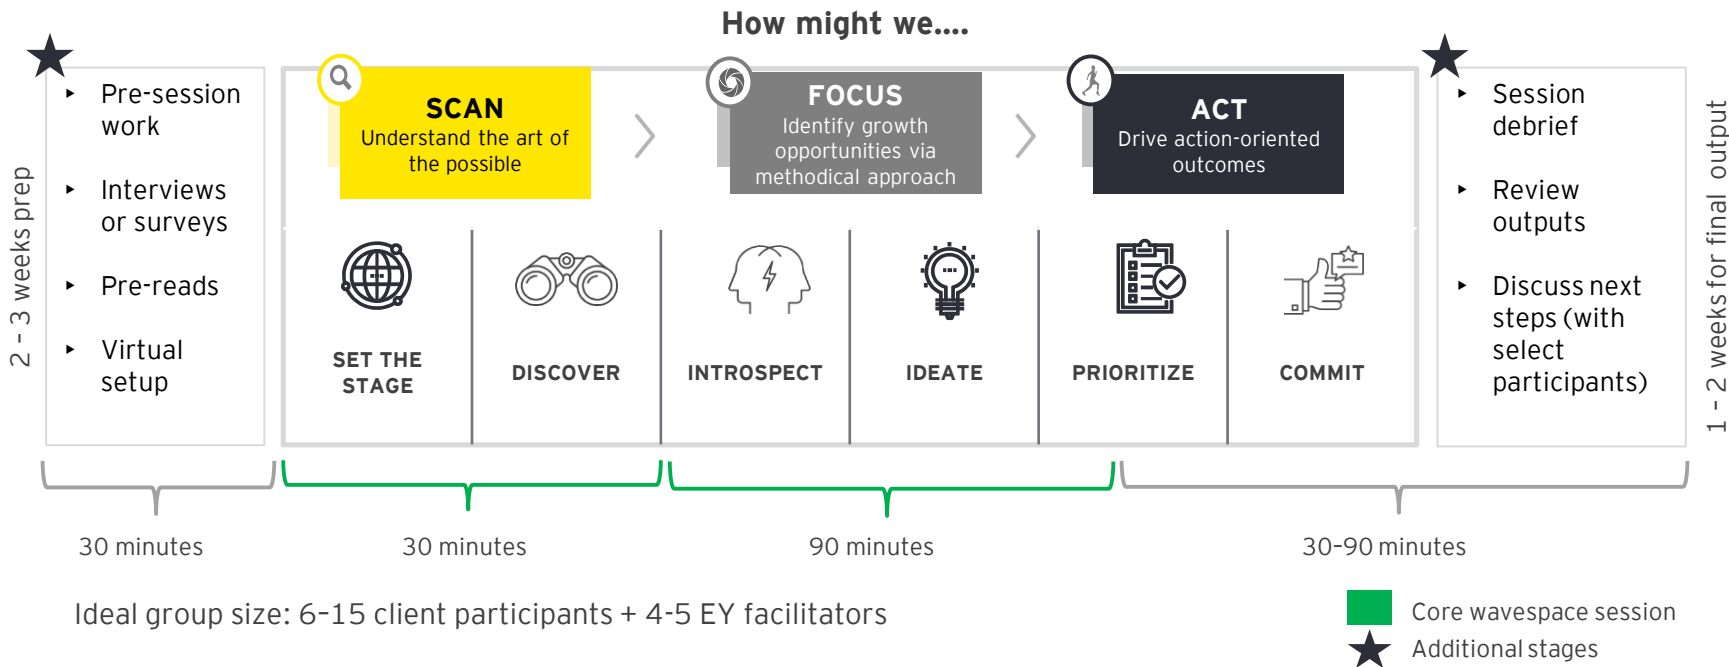 How might we....
2 - 3 weeks prep
‣ Pre-session
work
‣ Interviews
or surveys
‣ Pre-reads
‣ Virtual
setup
SCAN
Understand the art of
the possible
FOCUS
Identify growth
opportunities via
methodical approach
ACT
Drive action-oriented
outcomes
SET THE
STAGE
DISCOVER
INTROSPECT
IDEATE
PRIORITIZE
COMMIT
‣ Session
debrief
‣ Review
outputs
‣ Discuss next
steps (with
select
participants)
1 - 2 weeks for final output
30 minutes
30 minutes
90 minutes
30-90 minutes
Ideal group size: 6-15 client participants + 4-5 EY facilitators
Core wavespace session
Additional stages